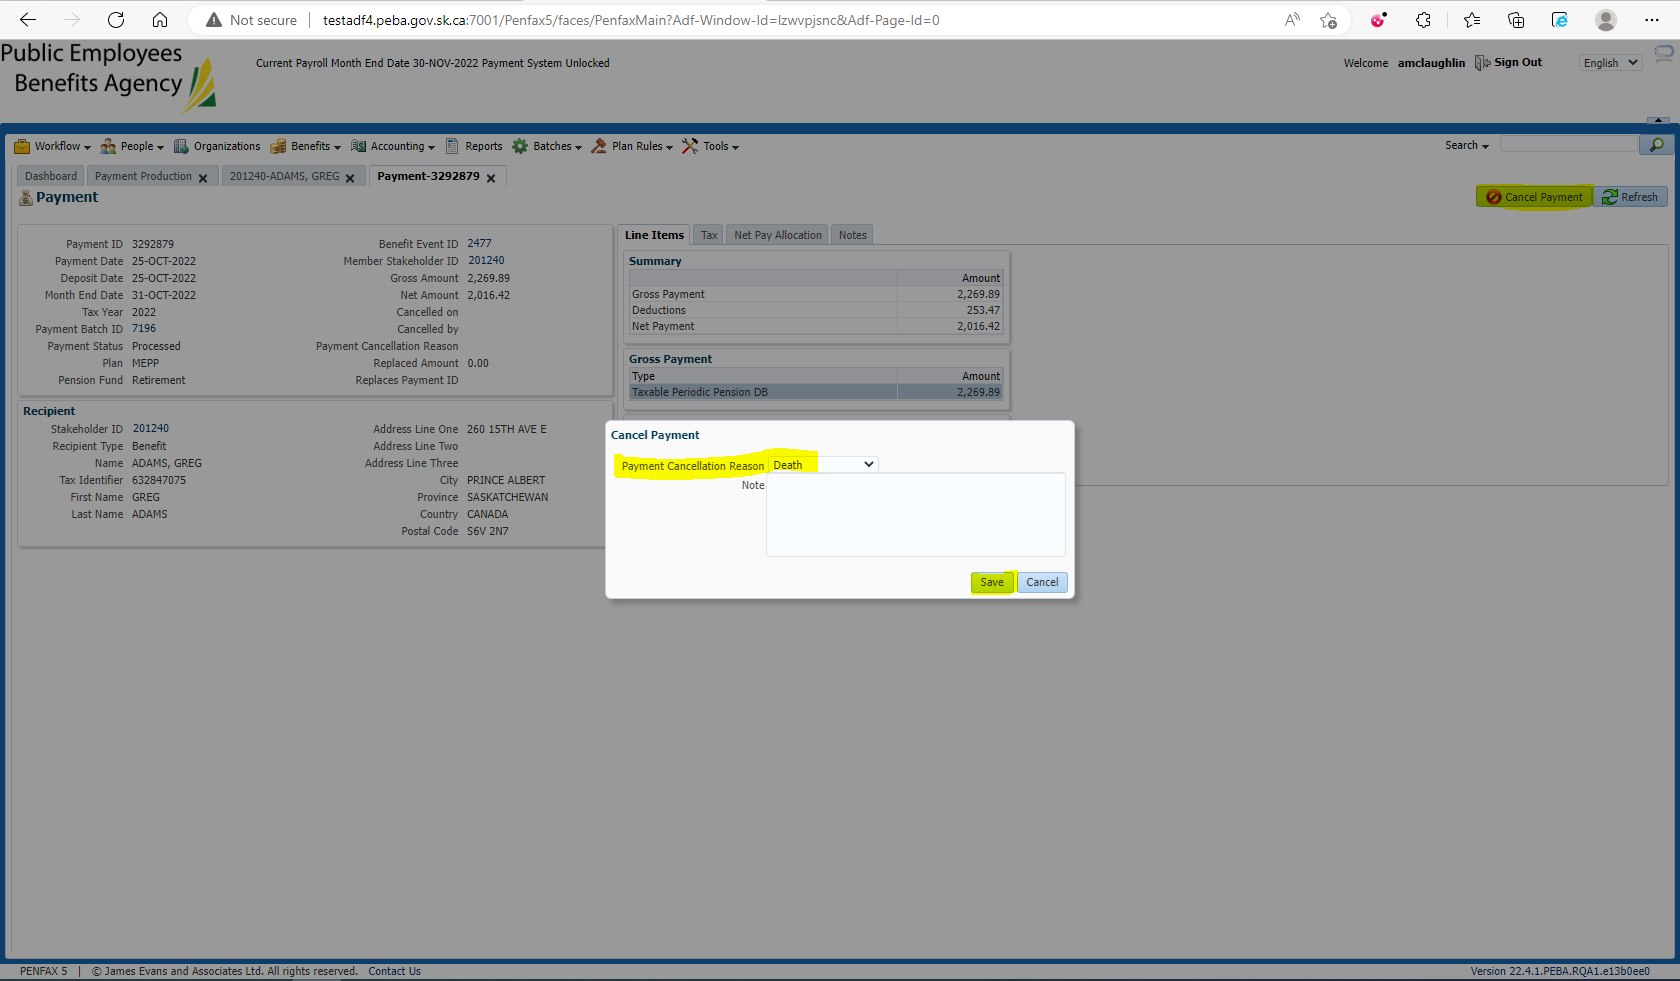 Not secure | testadf4.peba.gov.sk.ca:7001/Penfax5/faces/PenfaxMain?Adf-Window-Id=lzwvpjsnc&Adf-Page-Id=0
Public Employees
Benefits Agency
Current Payroll Month End Date 30-NOV-2022 Payment System Unlocked
Welcome amclaughlin Sign Out English
Workflow People Organizations Benefits Accounting Reports Batches Plan Rules Tools Search
Dashboard Payment Production 201240-ADAMS, GREG Payment-3292879
Payment
Cancel Payment Refresh
Payment ID 3292879
Payment Date 25-OCT-2022
Deposit Date 25-OCT-2022
Month End Date 31-OCT-2022
Tax Year 2022
Payment Batch ID 7196
Payment Status Processed
Plan MEPP
Pension Fund Retirement
Benefit Event ID 2477
Member Stakeholder ID 201240
Gross Amount 2,269.89
Net Amount 2,016.42
Cancelled on
Cancelled by
Payment Cancellation Reason
Replaced Amount 0.00
Replaces Payment ID
Recipient
Stakeholder ID 201240
Recipient Type Benefit
Name ADAMS, GREG
Tax Identifier 632847075
First Name GREG
Last Name ADAMS
Address Line One 260 15TH AVE E
Address Line Two
Address Line Three
City PRINCE ALBERT
Province SASKATCHEWAN
Country CANADA
Postal Code S6V 2N7
Line Items Tax Net Pay Allocation Notes
Summary
Amount
Gross Payment 2,269.89
Deductions 253.47
Net Payment 2,016.42
Gross Payment
Type Amount
Taxable Periodic Pension DB 2,269.89
Cancel Payment
Payment Cancellation Reason Death
Note
Save Cancel
PENFAX 5 | © James Evans and Associates Ltd. All rights reserved. Contact Us
Version 22.4.1.PEBA.RQA1.e13b0ee0